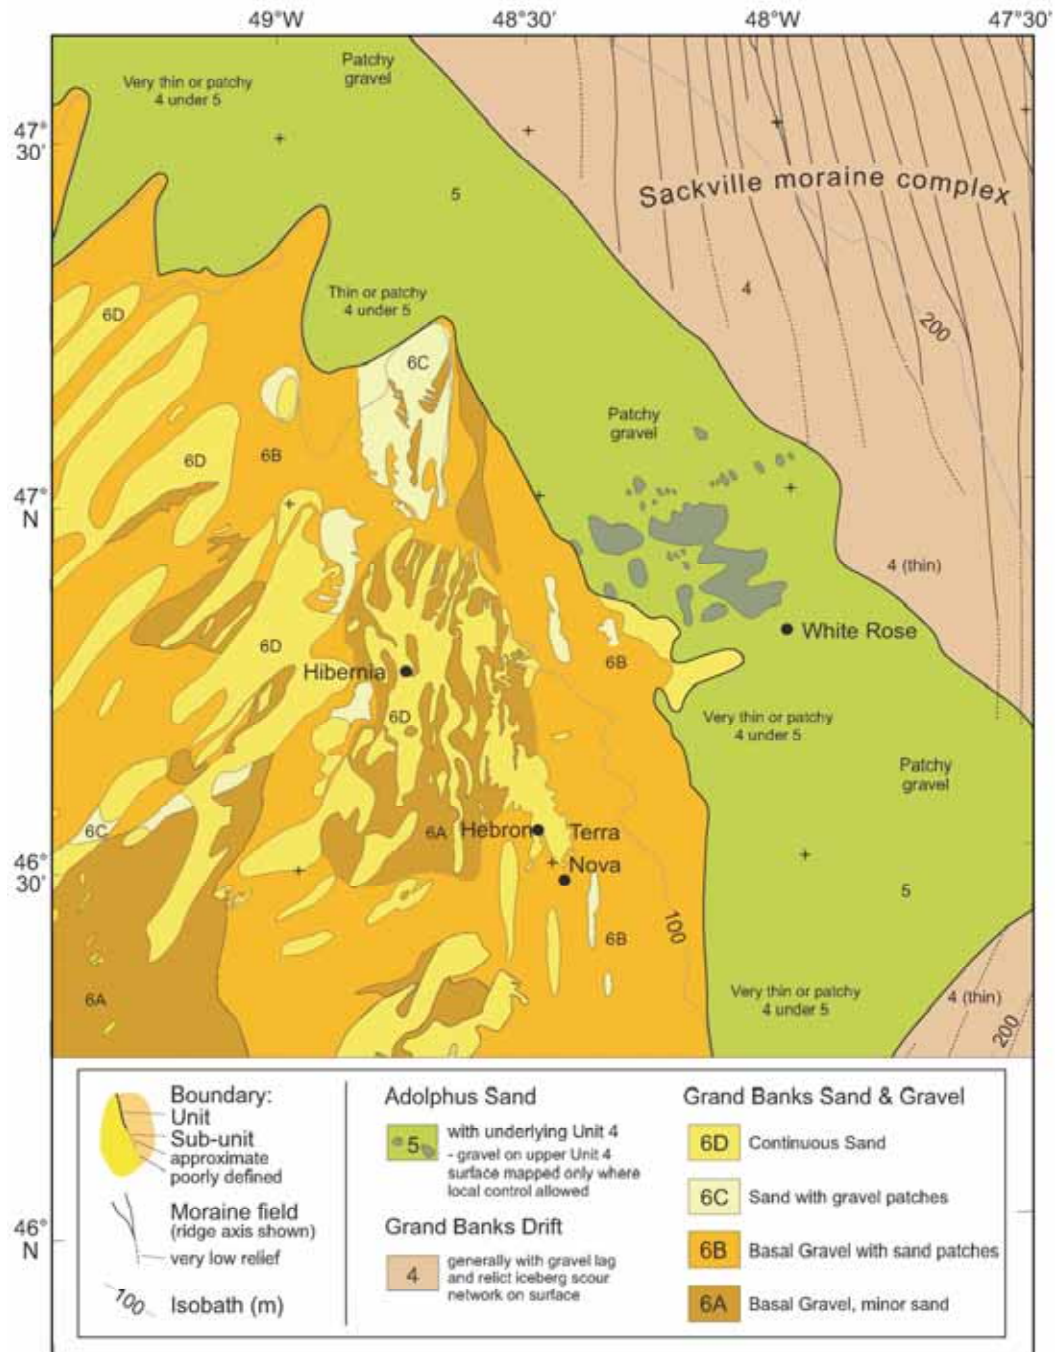 49°W
48°30'
48°W
47°30'
Patchy
gravel
Very thin or patchy
4 under 5
47°
30'
Sackville moraine complex
5
Thin or patchy
4 under 5
4
6D
200
6C
Patchy
gravel
6B
6D
47°
N
4 (thin)
White Rose
6D
6B
Hibernia
6D
Very thin or patchy
4 under 5
Patchy
gravel
6C
6A
Hebron
Terra
Nova
46°
30'
5
100
6B
6A
Very thin or patchy
4 under 5
4 (thin)
200
Boundary:
Unit
Sub-unit
approximate
poorly defined
Moraine field
(ridge axis shown)
very low relief
100
Isobath (m)
46°
N
Adolphus Sand
5
with underlying Unit 4
- gravel on upper Unit 4
surface mapped only where
local control allowed
Grand Banks Drift
4
generally with gravel lag
and relict iceberg scour
network on surface
Grand Banks Sand & Gravel
6D
Continuous Sand
6C
Sand with gravel patches
6B
Basal Gravel with sand patches
6A
Basal Gravel, minor sand